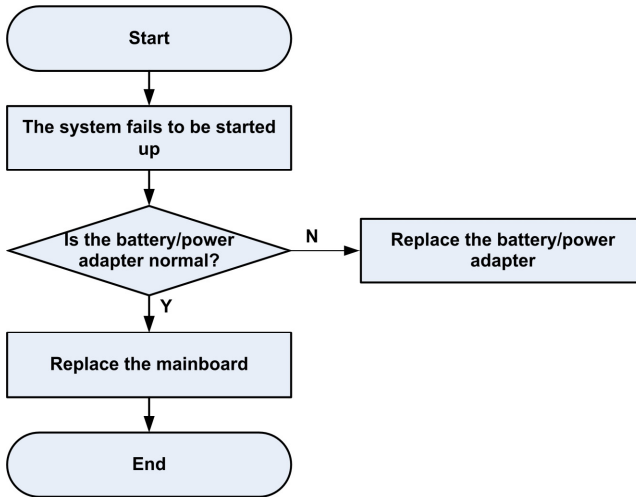 Start
The system fails to be started
up
Is the battery/power
adapter normal?
N
Replace the battery/power
adapter
Y
Replace the mainboard
End